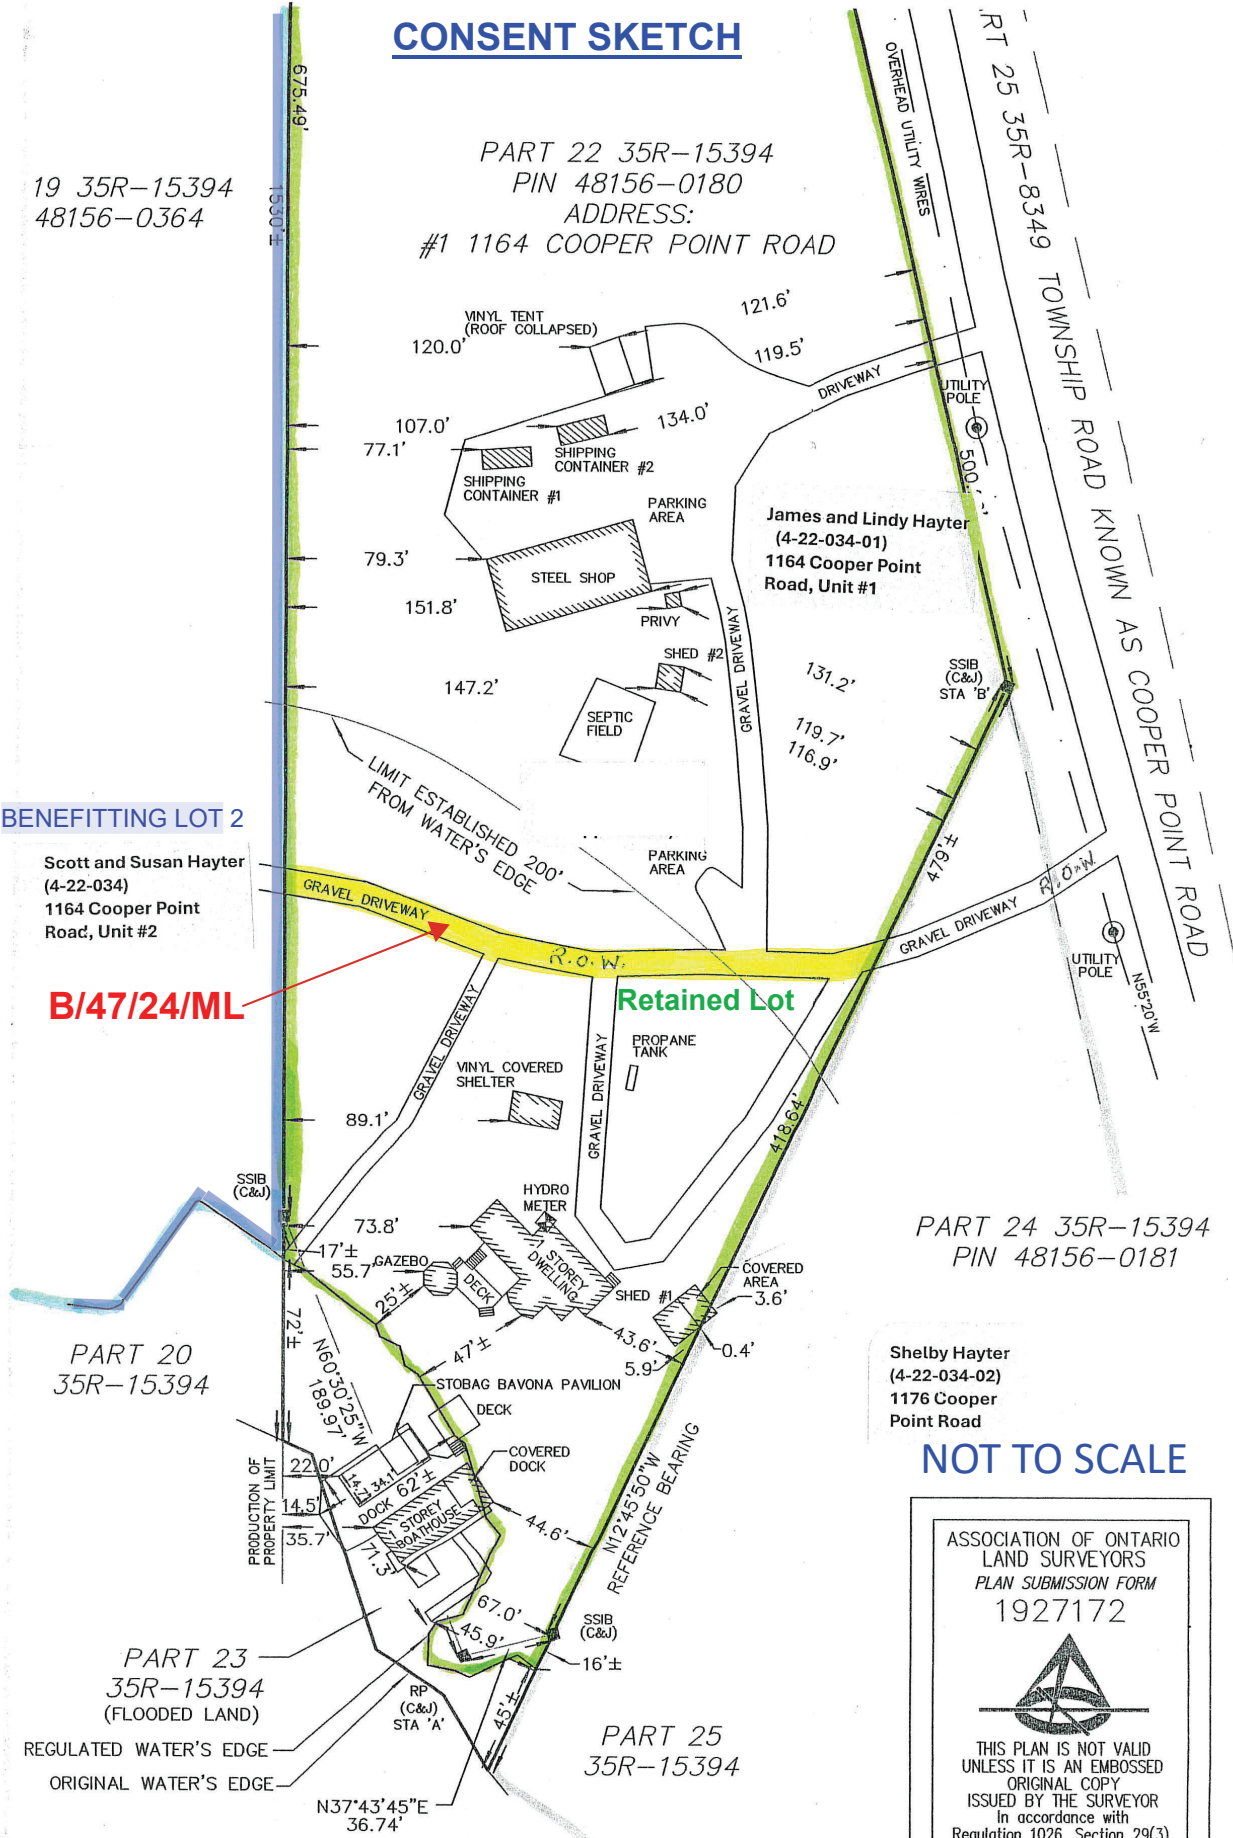 CONSENT SKETCH
675.49'
1530'±
19 35R-15394
48156-0364
PART 22 35R-15394
PIN 48156-0180
ADDRESS:
#1 1164 COOPER POINT ROAD
OVERHEAD UTILITY WIRES
RT 25 35R-8349 TOWNSHIP ROAD KNOWN AS COOPER POINT ROAD
VINYL TENT
(ROOF COLLAPSED)
120.0'
121.6'
119.5'
DRIVEWAY
UTILITY
POLE
107.0'
134.0'
77.1'
SHIPPING
CONTAINER #2
SHIPPING
CONTAINER #1
PARKING
AREA
James and Lindy Hayter
(4-22-034-01)
1164 Cooper Point
Road, Unit #1
79.3'
STEEL SHOP
151.8'
PRIVY
GRAVEL DRIVEWAY
SHED #2
147.2'
131.2'
SSIB
(C&J)
STA 'B'
SEPTIC
FIELD
119.7'
116.9'
LIMIT ESTABLISHED 200'
FROM WATER'S EDGE
BENEFITTING LOT 2
Scott and Susan Hayter
(4-22-034)
1164 Cooper Point
Road, Unit #2
PARKING
AREA
479'±
GRAVEL DRIVEWAY
R.O.W.
GRAVEL DRIVEWAY
R.O.W.
UTILITY
POLE
N55°20'W
B/47/24/ML
Retained Lot
GRAVEL DRIVEWAY
GRAVEL DRIVEWAY
PROPANE
TANK
VINYL COVERED
SHELTER
89.1'
418.64'
SSIB
(C&J)
HYDRO
METER
73.8'
17'±
55.7'
GAZEBO
DECK
1 STOREY
DWELLING
SHED #1
COVERED
AREA
3.6'
PART 24 35R-15394
PIN 48156-0181
25'±
72'±
47'±
43.6'
5.9'
0.4'
PART 20
35R-15394
N60°30'25"W
189.97'
STOBAG BAVONA PAVILION
DECK
COVERED
DOCK
Shelby Hayter
(4-22-034-02)
1176 Cooper
Point Road
NOT TO SCALE
PRODUCTION OF
PROPERTY LIMIT
22.0'
14.7'
34.1'
DOCK 62'±
14.5'
35.7'
1 STOREY
BOATHOUSE
71.3'
44.6'
N12°45'50"W
REFERENCE BEARING
67.0'
45.9'
SSIB
(C&J)
16'±
PART 23
35R-15394
(FLOODED LAND)
RP
(C&J)
STA 'A'
45'±
REGULATED WATER'S EDGE
ORIGINAL WATER'S EDGE
N37°43'45"E
36.74'
PART 25
35R-15394
ASSOCIATION OF ONTARIO
LAND SURVEYORS
PLAN SUBMISSION FORM
1927172
THIS PLAN IS NOT VALID
UNLESS IT IS AN EMBOSSED
ORIGINAL COPY
ISSUED BY THE SURVEYOR
In accordance with
Regulation 1026, Section 29(3)